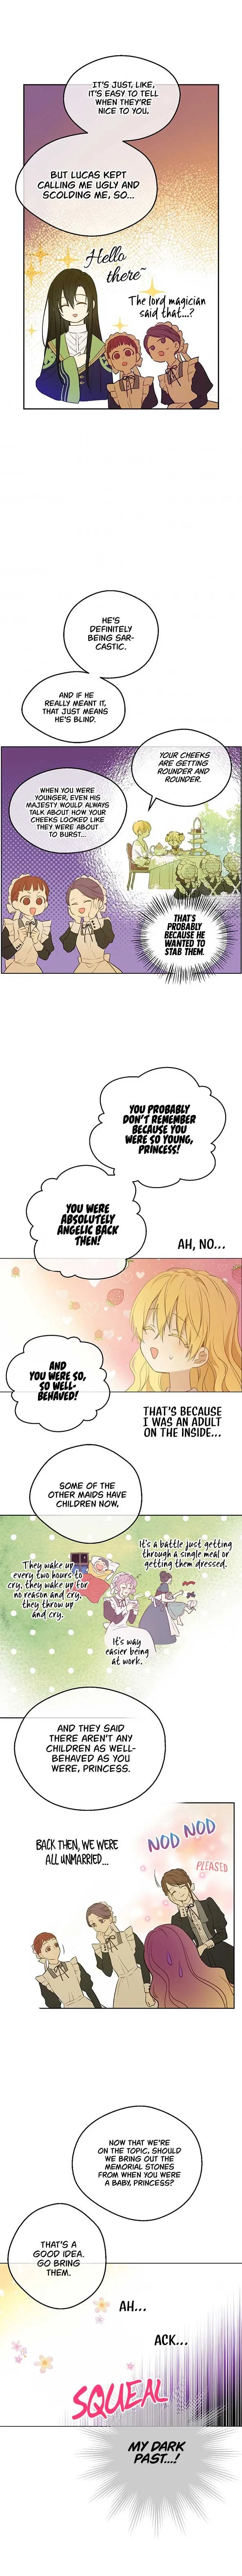 IT'S JUST, LIKE,
IT'S EASY TO TELL
WHEN THEY'RE
NICE TO YOU,
BUT LUCAS KEPT
CALLING ME UGLY AND
SCOLDING ME, SO...
Hello
there~
The lord magician
said that...?
HE'S
DEFINITELY
BEING SAR-
CASTIC.
AND IF HE
REALLY MEANT IT,
THAT JUST MEANS
HE'S BLIND.
YOUR CHEEKS
ARE GETTING
ROUNDER AND
ROUNDER.
WHEN YOU WERE
YOUNGER, EVEN HIS
MAJESTY WOULD ALWAYS
TALK ABOUT HOW YOUR
CHEEKS LOOKED LIKE
THEY WERE ABOUT
TO BURST...
THAT'S
PROBABLY
BECAUSE HE
WANTED TO
STAB THEM.
YOU PROBABLY
DON'T REMEMBER
BECAUSE YOU
WERE SO YOUNG,
PRINCESS!
YOU WERE
ABSOLUTELY
ANGELIC BACK
THEN!
AH, NO...
AND
YOU WERE SO,
SO WELL-
BEHAVED!
THAT'S BECAUSE
I WAS AN ADULT
ON THE INSIDE...
SOME OF THE
OTHER MAIDS HAVE
CHILDREN NOW,
It's a battle just getting
through a single meal or
getting them dressed.
They wake up
every two hours to
cry, they wake up for
no reason and cry,
they throw up
and cry.
It's way
easier being
at work.
AND THEY SAID
THERE AREN'T ANY
CHILDREN AS WELL-
BEHAVED AS YOU
WERE, PRINCESS.
BACK THEN, WE WERE
ALL UNMARRIED...
NOD NOD
PLEASED
NOW THAT WE'RE
ON THE TOPIC, SHOULD
WE BRING OUT THE
MEMORIAL STONES
FROM WHEN YOU WERE
A BABY, PRINCESS?
THAT'S A
GOOD IDEA.
GO BRING
THEM.
AH...
ACK...
SQUEAL
MY DARK
PAST...!